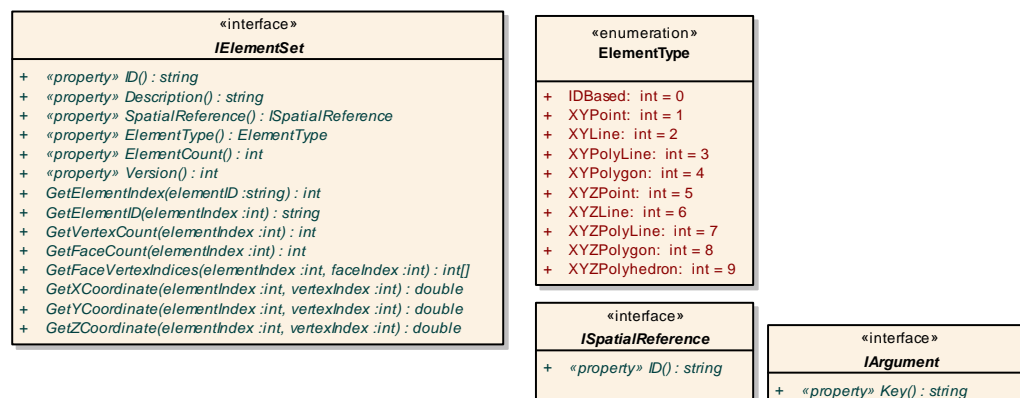 «interface»
IElementSet
+ «property» ID() : string
+ «property» Description() : string
+ «property» SpatialReference() : ISpatialReference
+ «property» ElementType() : ElementType
+ «property» ElementCount() : int
+ «property» Version() : int
+ GetElementIndex(elementID :string) : int
+ GetElementID(elementIndex :int) : string
+ GetVertexCount(elementIndex :int) : int
+ GetFaceCount(elementIndex :int) : int
+ GetFaceVertexIndices(elementIndex :int, faceIndex :int) : int[]
+ GetXCoordinate(elementIndex :int, vertexIndex :int) : double
+ GetYCoordinate(elementIndex :int, vertexIndex :int) : double
+ GetZCoordinate(elementIndex :int, vertexIndex :int) : double
«enumeration»
ElementType
+ IDBased: int = 0
+ XYPoint: int = 1
+ XYLine: int = 2
+ XYPolyLine: int = 3
+ XYPolygon: int = 4
+ XYZPoint: int = 5
+ XYZLine: int = 6
+ XYZPolyLine: int = 7
+ XYZPolygon: int = 8
+ XYZPolyhedron: int = 9
«interface»
ISpatialReference
+ «property» ID() : string
«interface»
IArgument
+ «property» Key() : string